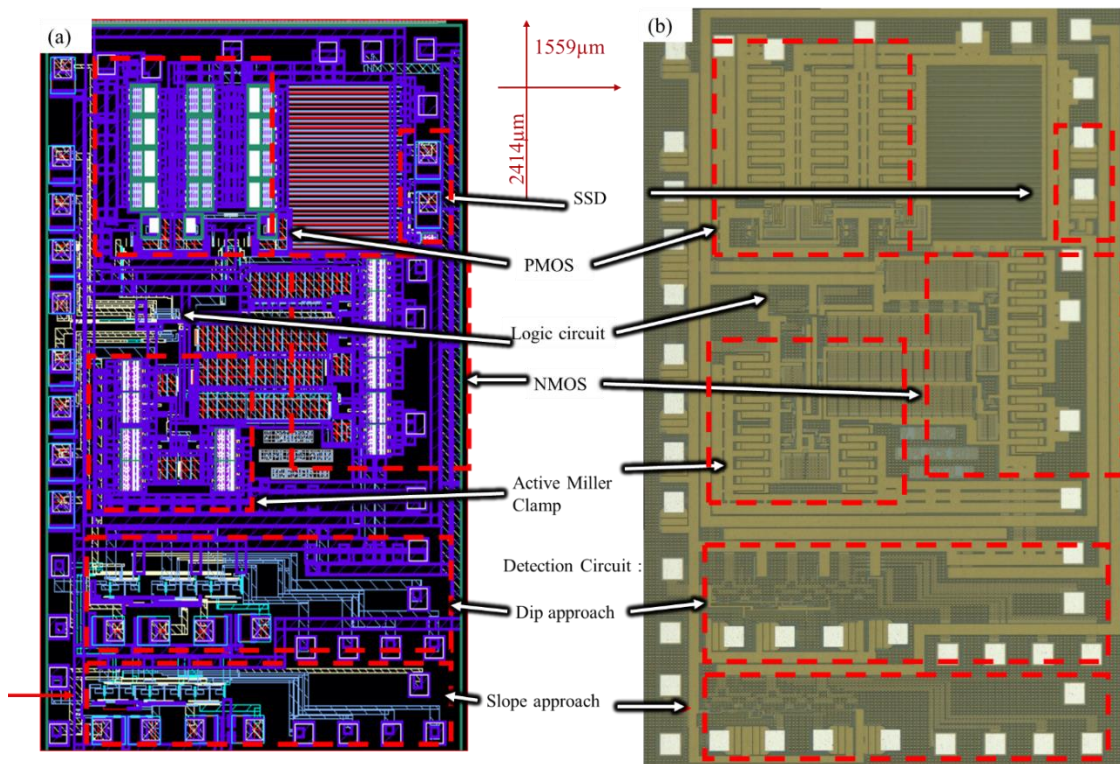 (a)
1559µm
2414µm
(b)
SSD
PMOS
Logic circuit
NMOS
Active Miller
Clamp
Detection Circuit :
Dip approach
Slope approach